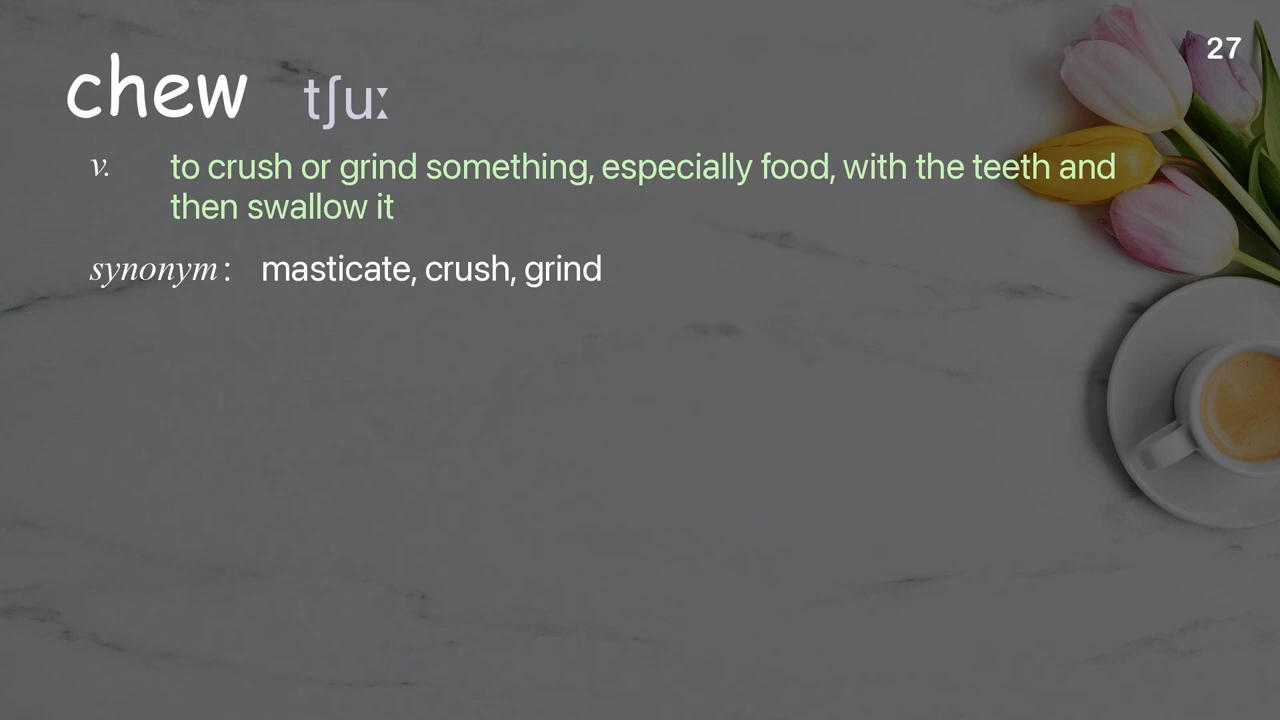 27
chew tʃuː
v. to crush or grind something, especially food, with the teeth and
then swallow it
synonym : masticate, crush, grind